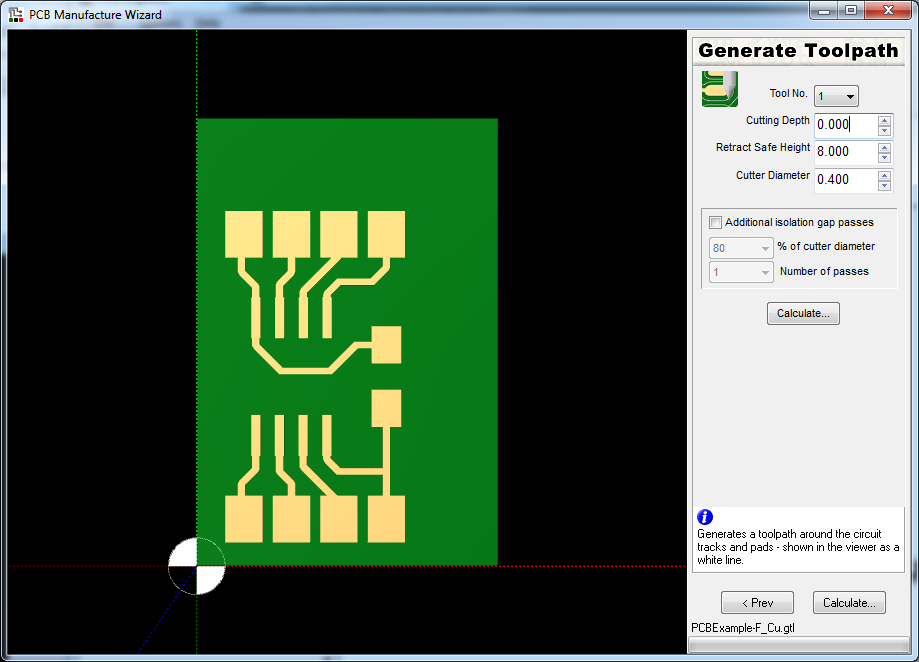 PCB Manufacture Wizard
Generate Toolpath
Tool No. 1
Cutting Depth 0.000
Retract Safe Height 8.000
Cutter Diameter 0.400
Additional isolation gap passes
80 % of cutter diameter
1 Number of passes
Calculate...
Generates a toolpath around the circuit
tracks and pads - shown in the viewer as a
white line.
< Prev Calculate...
PCBExample-F_Cu.gtl